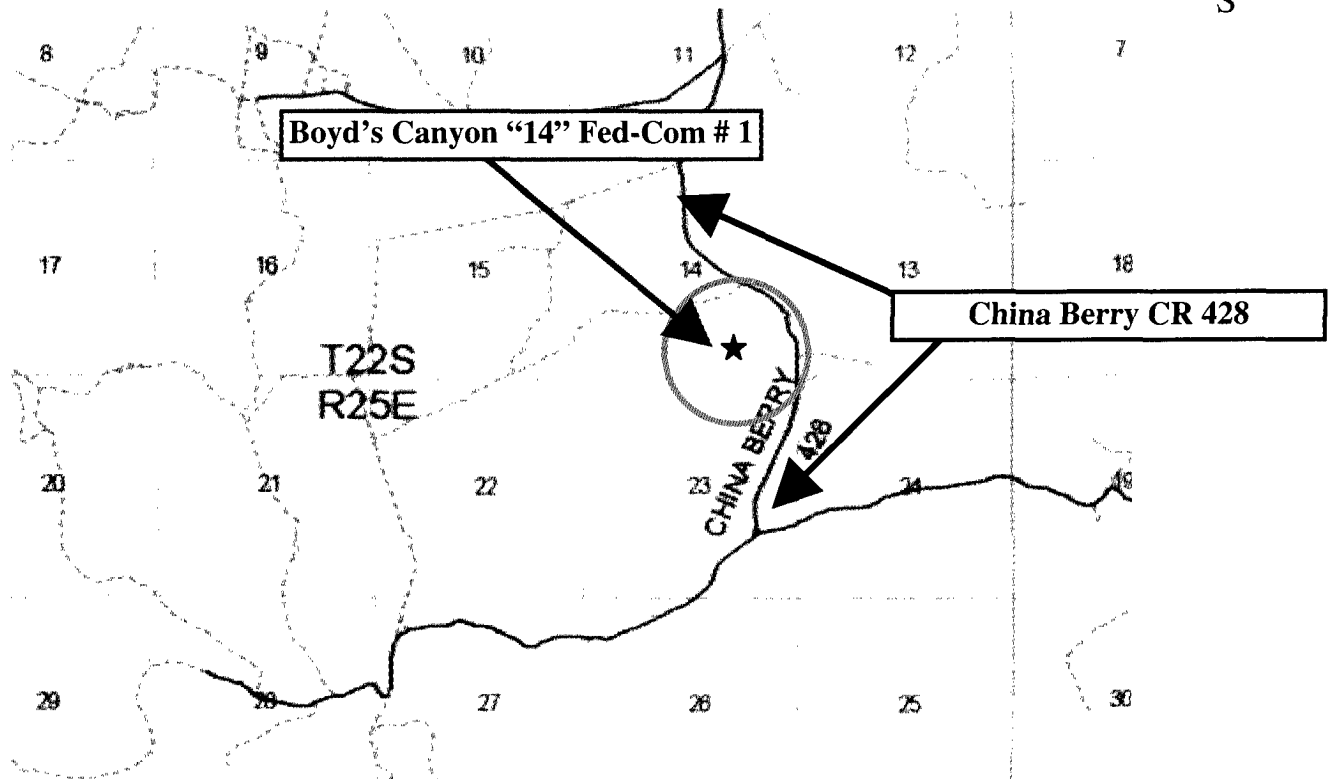 S
8 9 10 11 12 7
Boyd's Canyon “14” Fed-Com # 1
17 16 15 14 13 18
China Berry CR 428
T22S
R25E
CHINA BERRY
428
20 21 22 23 24 19
29 28 27 26 25 30